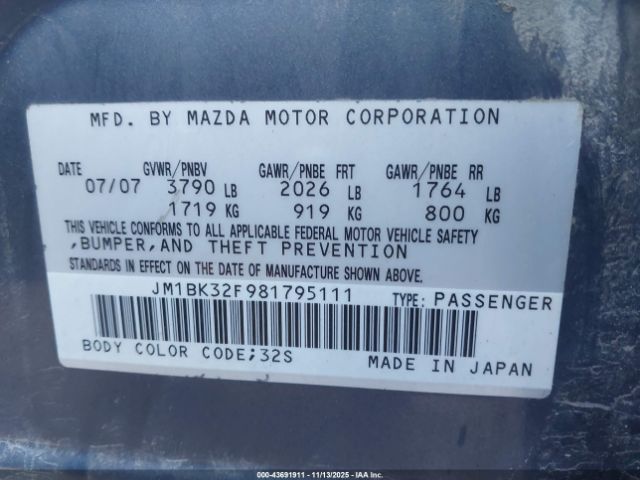 MFD. BY MAZDA MOTOR CORPORATION
DATE GVWR/PNBV GAWR/PNBE FRT GAWR/PNBE RR
07/07 3790 LB 2026 LB 1764 LB
1719 KG 919 KG 800 KG
THIS VEHICLE CONFORMS TO ALL APPLICABLE FEDERAL MOTOR VEHICLE SAFETY
,BUMPER,AND THEFT PREVENTION
STANDARDS IN EFFECT ON THE DATE OF MANUFACTURE SHOWN ABOVE.
JM1BK32F981795111 TYPE: PASSENGER
BODY COLOR CODE;32S MADE IN JAPAN
000-43691911 - 11/13/2025 - IAA Inc.